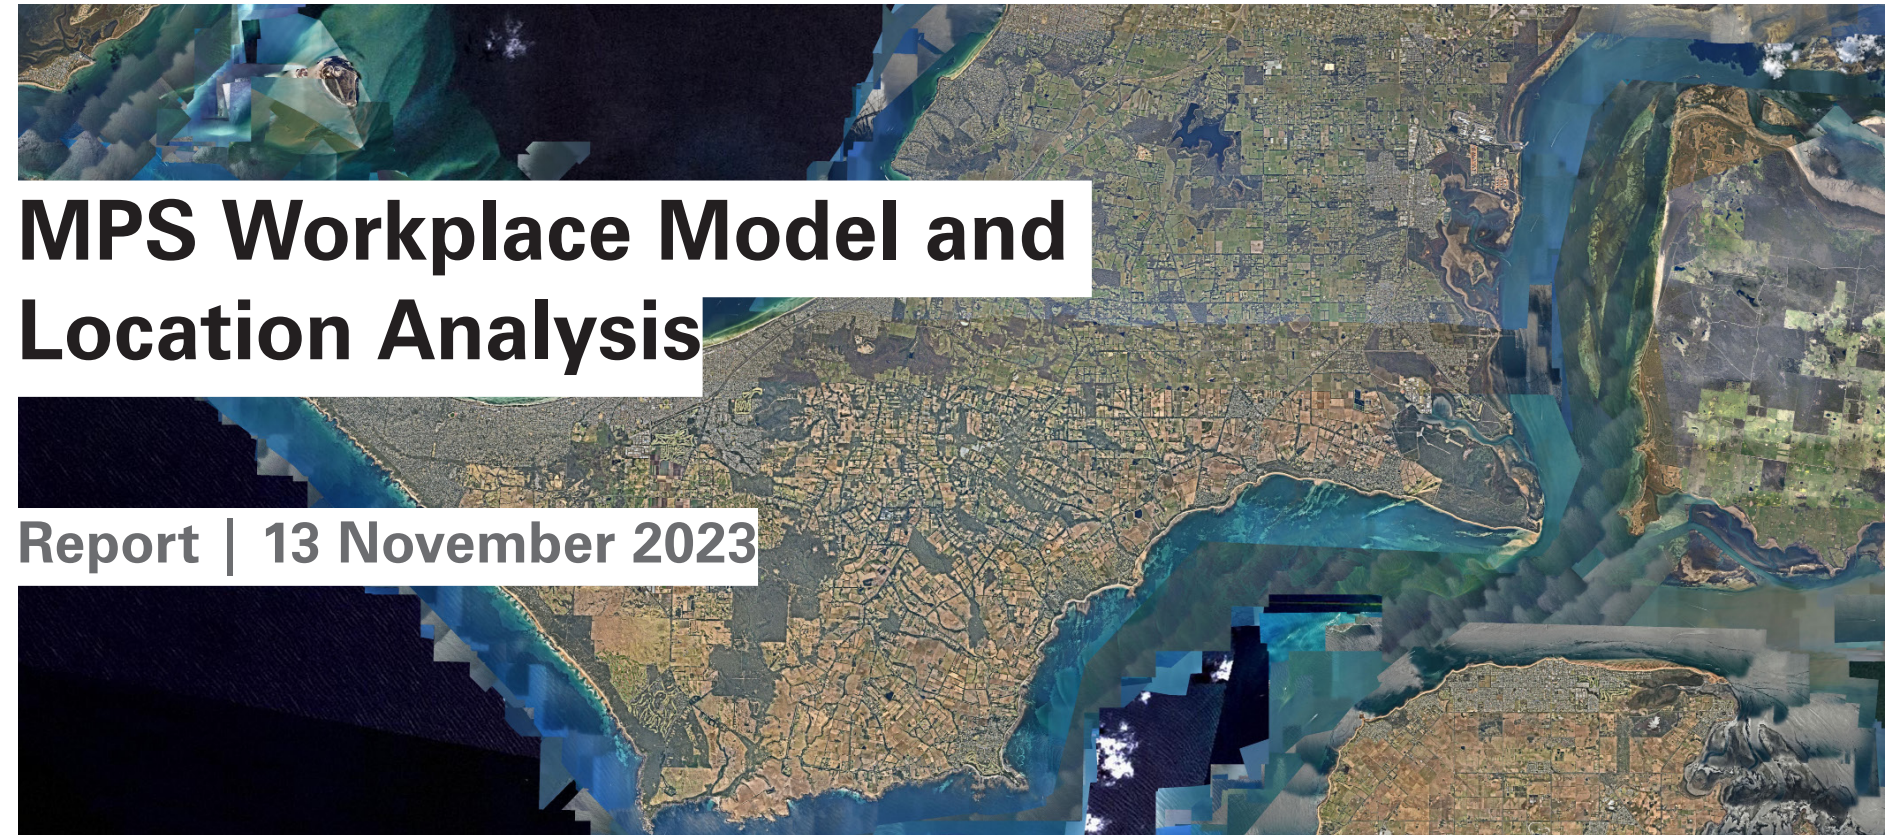 MPS Workplace Model and
Location Analysis
Report | 13 November 2023